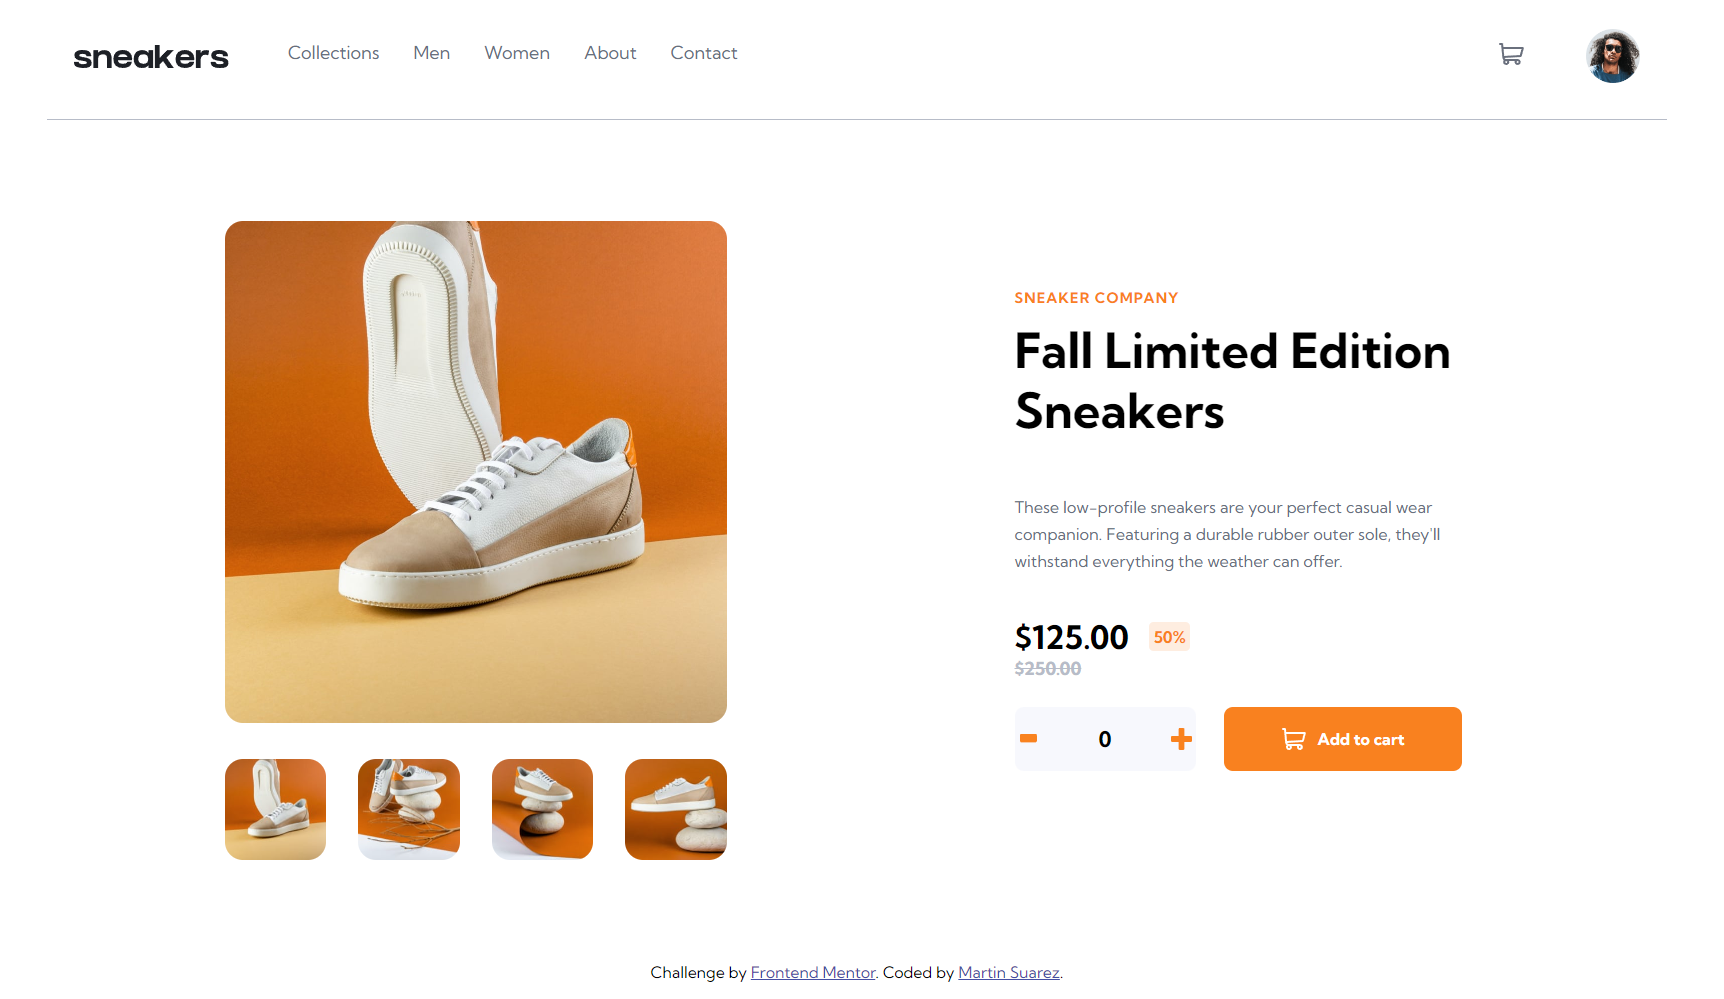 sneakers
Collections Men Women About Contact
SNEAKER COMPANY
Fall Limited Edition
Sneakers
These low-profile sneakers are your perfect casual wear
companion. Featuring a durable rubber outer sole, they'll
withstand everything the weather can offer.
$125.00 50%
$250.00
0
Add to cart
Challenge by Frontend Mentor. Coded by Martin Suarez.